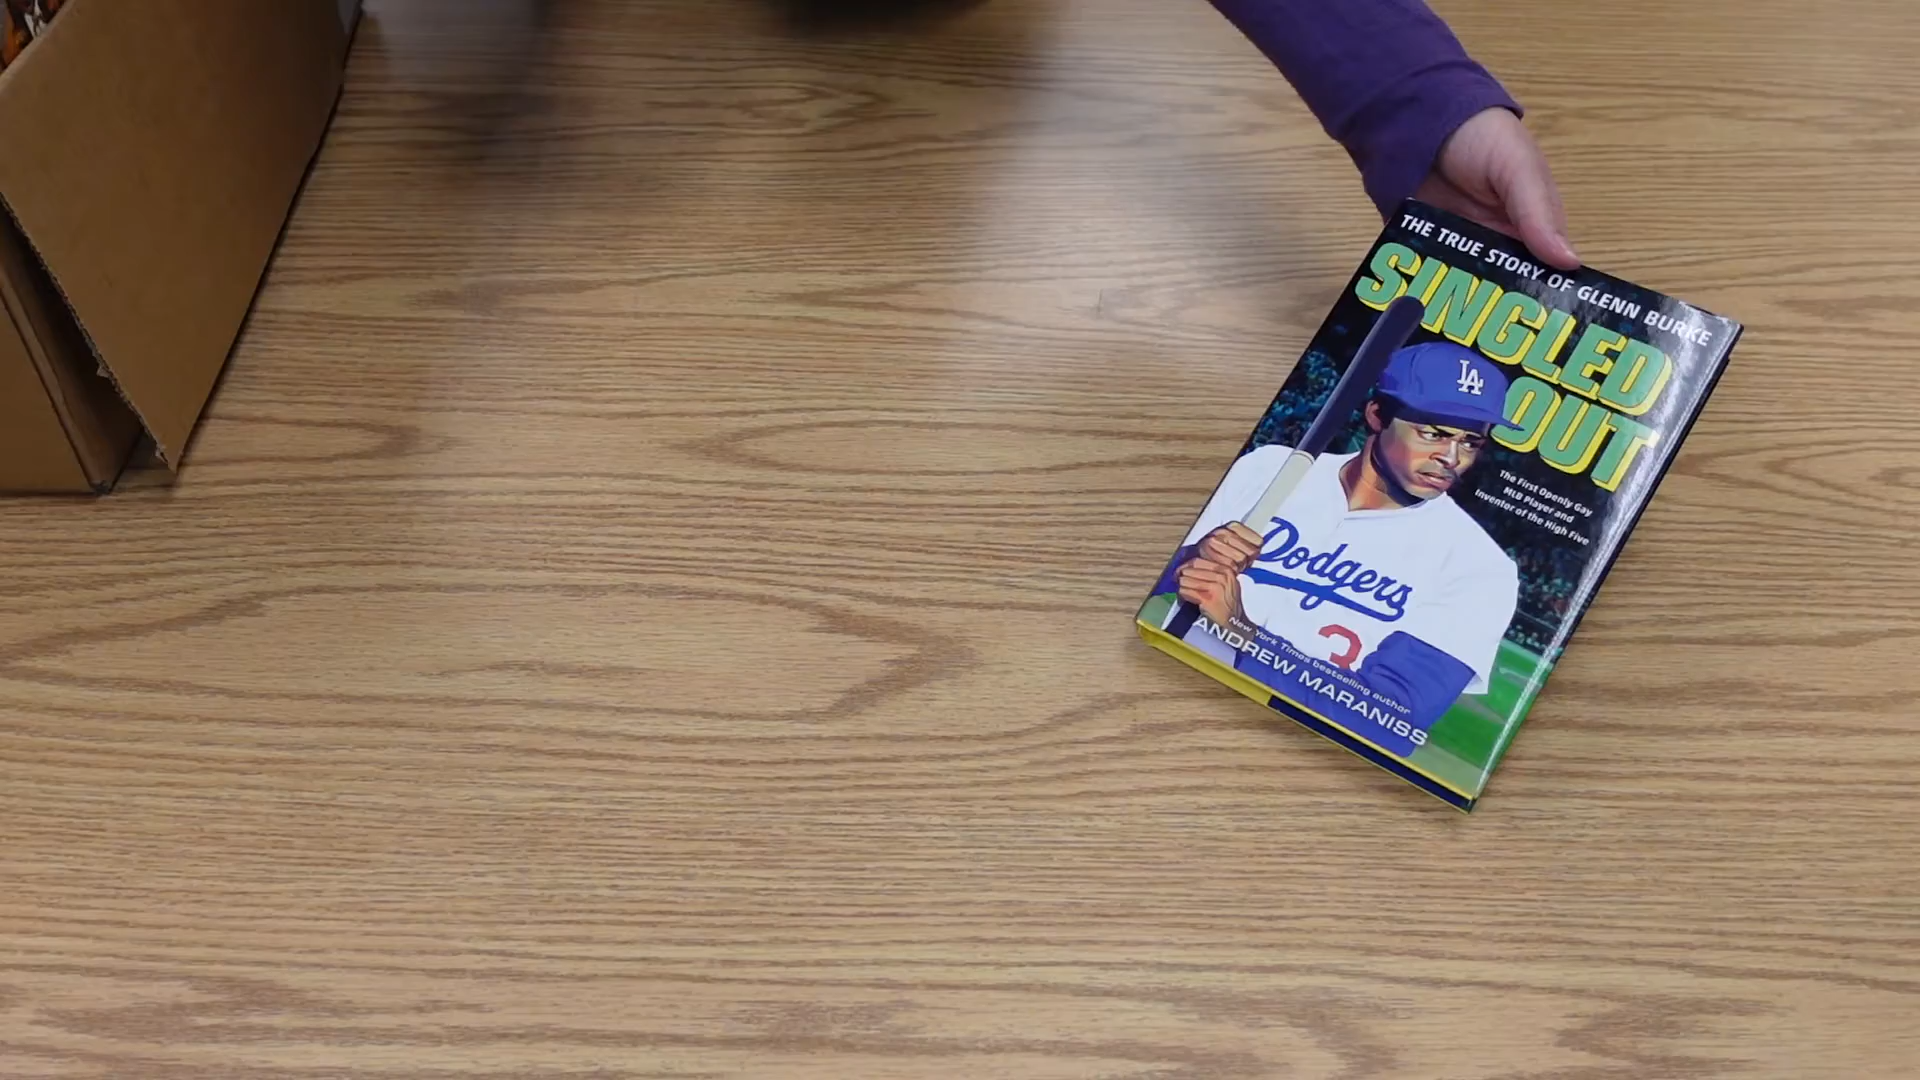 THE TRUE STORY OF GLENN BURKE
SINGLED
OUT
LA
The First Openly Gay
MLB Player and
Inventor of the High Five
Dodgers
3
New York Times bestselling author
ANDREW MARANISS